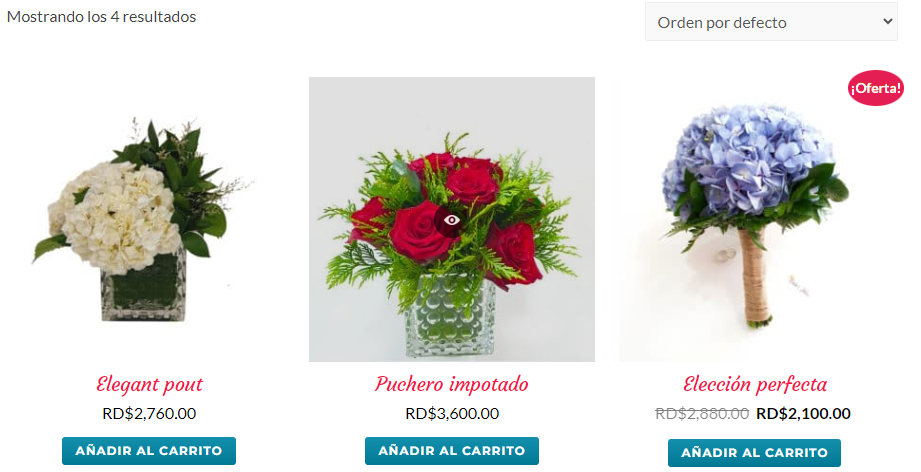 Mostrando los 4 resultados
Orden por defecto
¡Oferta!
Elegant pout
RD$2,760.00
AÑADIR AL CARRITO
Puchero impotado
RD$3,600.00
AÑADIR AL CARRITO
Elección perfecta
RD$2,880.00 RD$2,100.00
AÑADIR AL CARRITO